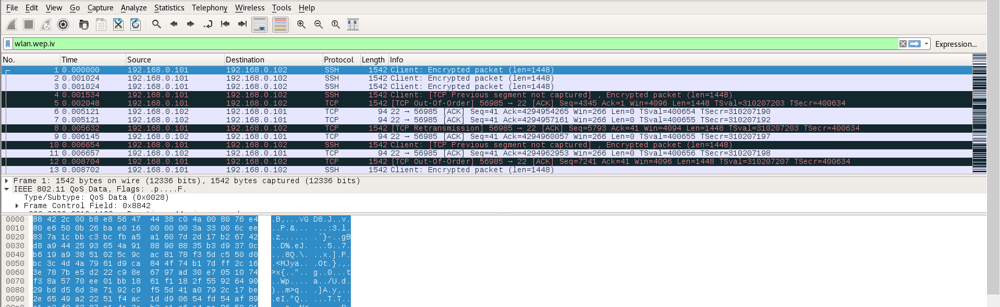 File Edit View Go Capture Analyze Statistics Telephony Wireless Tools Help
wlan.wep.iv Expression...
No. Time Source Destination Protocol Length Info
1 0.000000 192.168.0.101 192.168.0.102 SSH 1542 Client: Encrypted packet (len=1448)
2 0.001024 192.168.0.101 192.168.0.102 SSH 1542 Client: Encrypted packet (len=1448)
3 0.001024 192.168.0.101 192.168.0.102 SSH 1542 Client: Encrypted packet (len=1448)
4 0.001534 192.168.0.101 192.168.0.102 SSH 1542 Client: [TCP Previous segment not captured] , Encrypted packet (len=1448)
5 0.002048 192.168.0.101 192.168.0.102 TCP 1542 [TCP Out-Of-Order] 56985 → 22 [ACK] Seq=4345 Ack=1 Win=4096 Len=1448 TSval=310207203 TSecr=400634
6 0.005121 192.168.0.102 192.168.0.101 TCP 94 22 → 56985 [ACK] Seq=41 Ack=4294954265 Win=266 Len=0 TSval=400654 TSecr=310207190
7 0.005121 192.168.0.102 192.168.0.101 TCP 94 22 → 56985 [ACK] Seq=41 Ack=4294957161 Win=266 Len=0 TSval=400655 TSecr=310207192
8 0.005632 192.168.0.101 192.168.0.102 TCP 1542 [TCP Retransmission] 56985 → 22 [ACK] Seq=5793 Ack=41 Win=4094 Len=1448 TSval=310207203 TSecr=400634
9 0.006145 192.168.0.102 192.168.0.101 TCP 94 22 → 56985 [ACK] Seq=41 Ack=4294960057 Win=266 Len=0 TSval=400655 TSecr=310207197
10 0.006654 192.168.0.101 192.168.0.102 SSH 1542 Client: [TCP Previous segment not captured] , Encrypted packet (len=1448)
11 0.006657 192.168.0.102 192.168.0.101 TCP 94 22 → 56985 [ACK] Seq=41 Ack=4294962953 Win=266 Len=0 TSval=400656 TSecr=310207198
12 0.008704 192.168.0.101 192.168.0.102 TCP 1542 [TCP Out-Of-Order] 56985 → 22 [ACK] Seq=7241 Ack=41 Win=4096 Len=1448 TSval=310207207 TSecr=400634
13 0.008702 192.168.0.101 192.168.0.102 SSH 1542 Client: Encrypted packet (len=1448)
Frame 1: 1542 bytes on wire (12336 bits), 1542 bytes captured (12336 bits)
IEEE 802.11 QoS Data, Flags: .p....F.
Type/Subtype: QoS Data (0x0028)
Frame Control Field: 0x8842
0000 88 42 2c 00 b8 e8 56 47 44 38 c0 4a 00 80 76 e4 .B,...VG D8.J..v.
0010 80 e6 50 0b 26 ba e0 16 00 00 00 3a 33 00 6c ee ..P.&... ...:3.l.
0020 83 7a 1c bb c3 bc fb a5 a1 60 7d 2d 17 b2 67 42 .z...... .`}-..gB
0030 d8 a9 44 25 93 65 4a 91 88 90 88 35 b3 d9 37 0c ..D%.eJ. ...5..7.
0040 b6 19 a9 38 51 02 5c 9c ac 81 78 f3 5d c5 50 d0 ...8Q.\. ..x.].P.
0050 bc 3c 4d 4a 79 61 d9 ca 84 4f 74 b1 7d ff 2c 16 .<MJya.. .Ot.}.,.
0060 3e 78 7b e5 d2 22 c9 8e 67 97 ad 30 e7 05 10 74 >x{..".. g..0...t
0070 f3 8a 57 70 ee 01 bb 18 61 f1 18 2f 55 92 64 90 ..Wp.... a../U.d.
0080 29 bd d5 6d 3e 71 92 c9 f5 5d 41 a0 79 2c 17 be )..m>q.. .]A.y,..
0090 2e 65 49 a2 22 51 f4 ac 1d d9 06 54 fd 54 af 89 .eI."Q.. ...T.T..